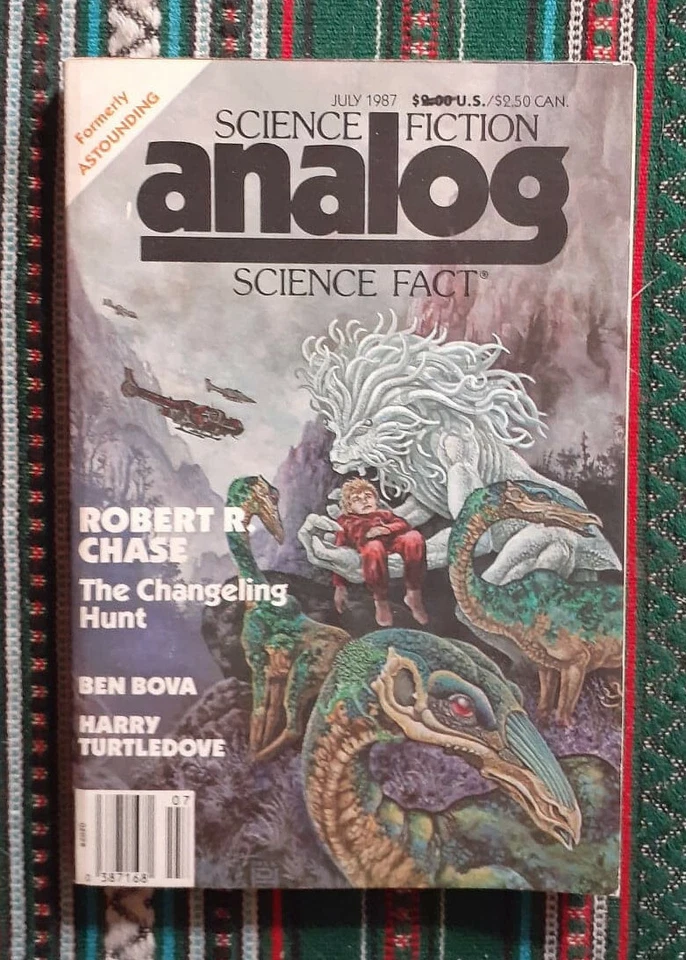 Formerly
ASTOUNDING
JULY 1987 $2.00 U.S./$2.50 CAN.
SCIENCE FICTION
analog
SCIENCE FACT®
ROBERT R.
CHASE
The Changeling
Hunt
BEN BOVA
HARRY
TURTLEDOVE
07
0 387168